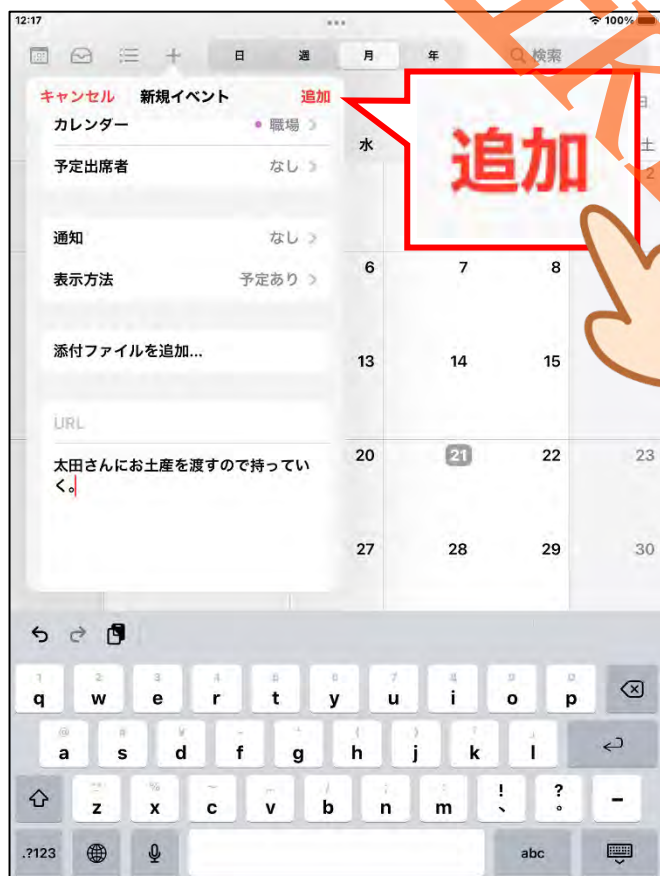 12:17
100%
日 週 月 年 検索
キャンセル 新規イベント 追加
カレンダー 職場
予定出席者 なし
通知 なし
表示方法 予定あり
添付ファイルを追加...
URL
太田さんにお土産を渡すので持ってい
く。
追加
日
水 土
2
6 7 8
13 14 15
20 21 22 23
27 28 29 30
q w e r t y u i o p
a s d f g h j k l
z x c v b n m ! 、 ? 。 −
.?123 abc